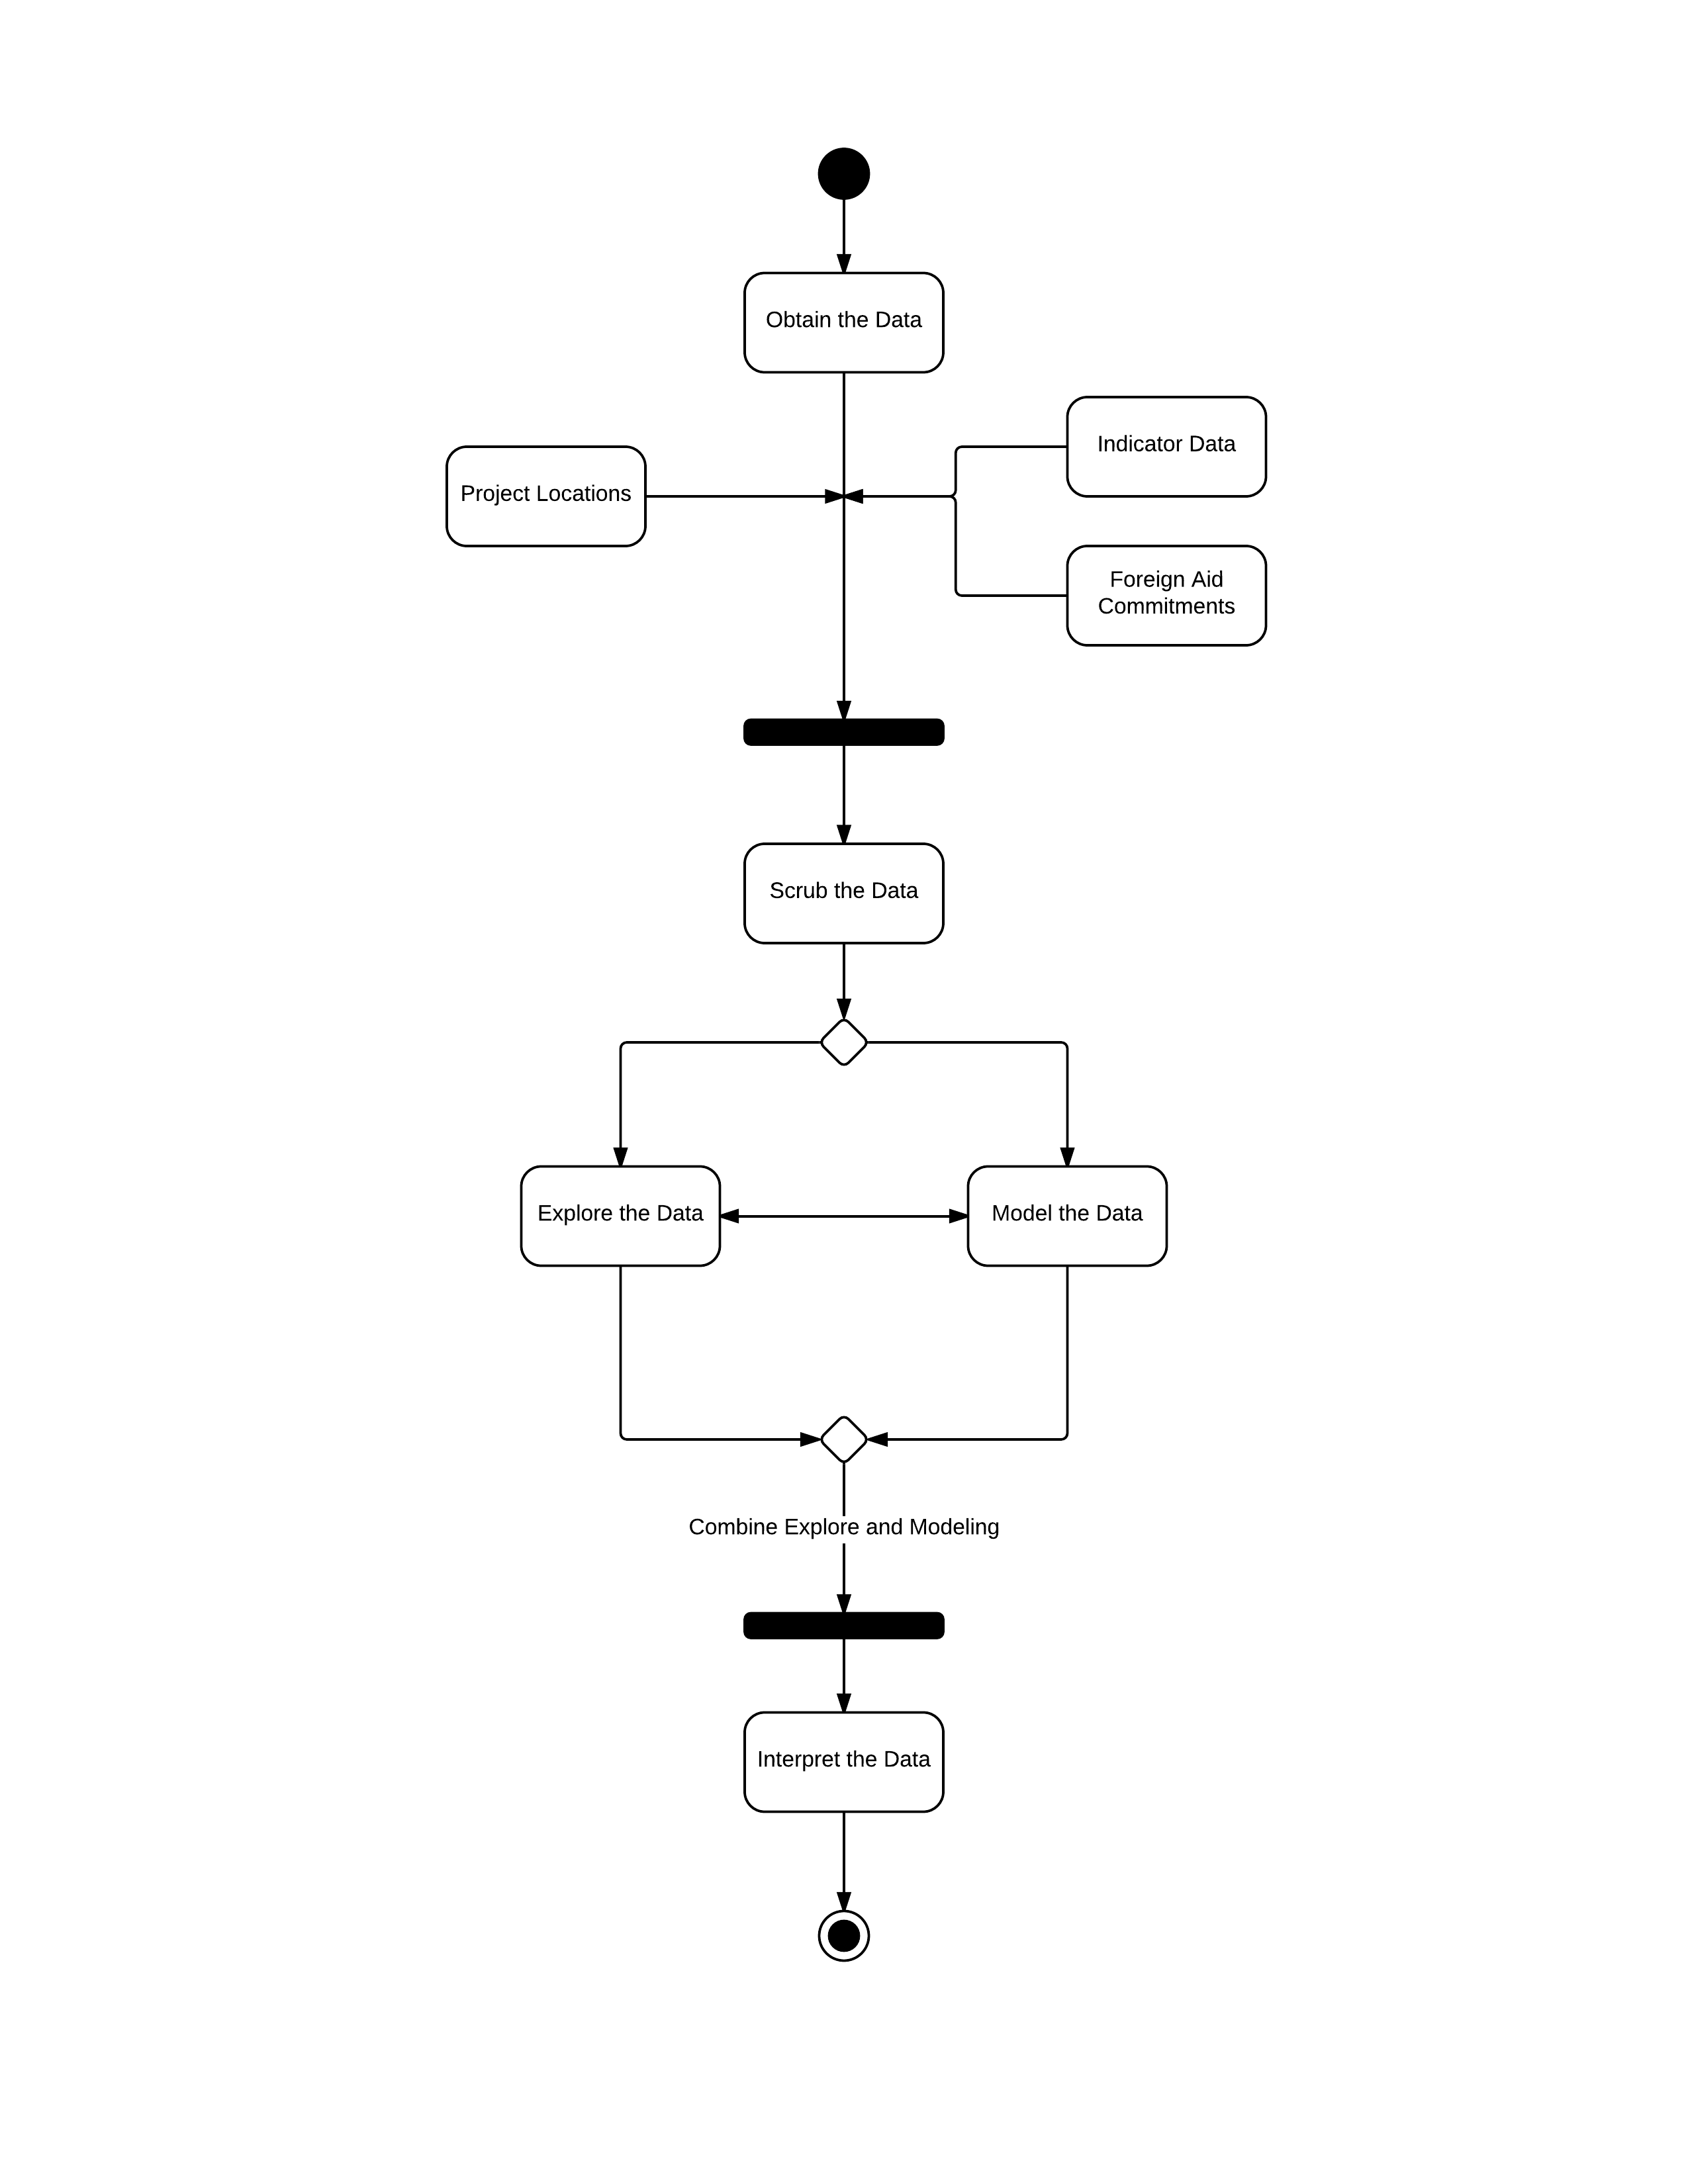 Obtain the Data
Indicator Data
Project Locations
Foreign Aid
Commitments
Scrub the Data
Explore the Data
Model the Data
Combine Explore and Modeling
Interpret the Data